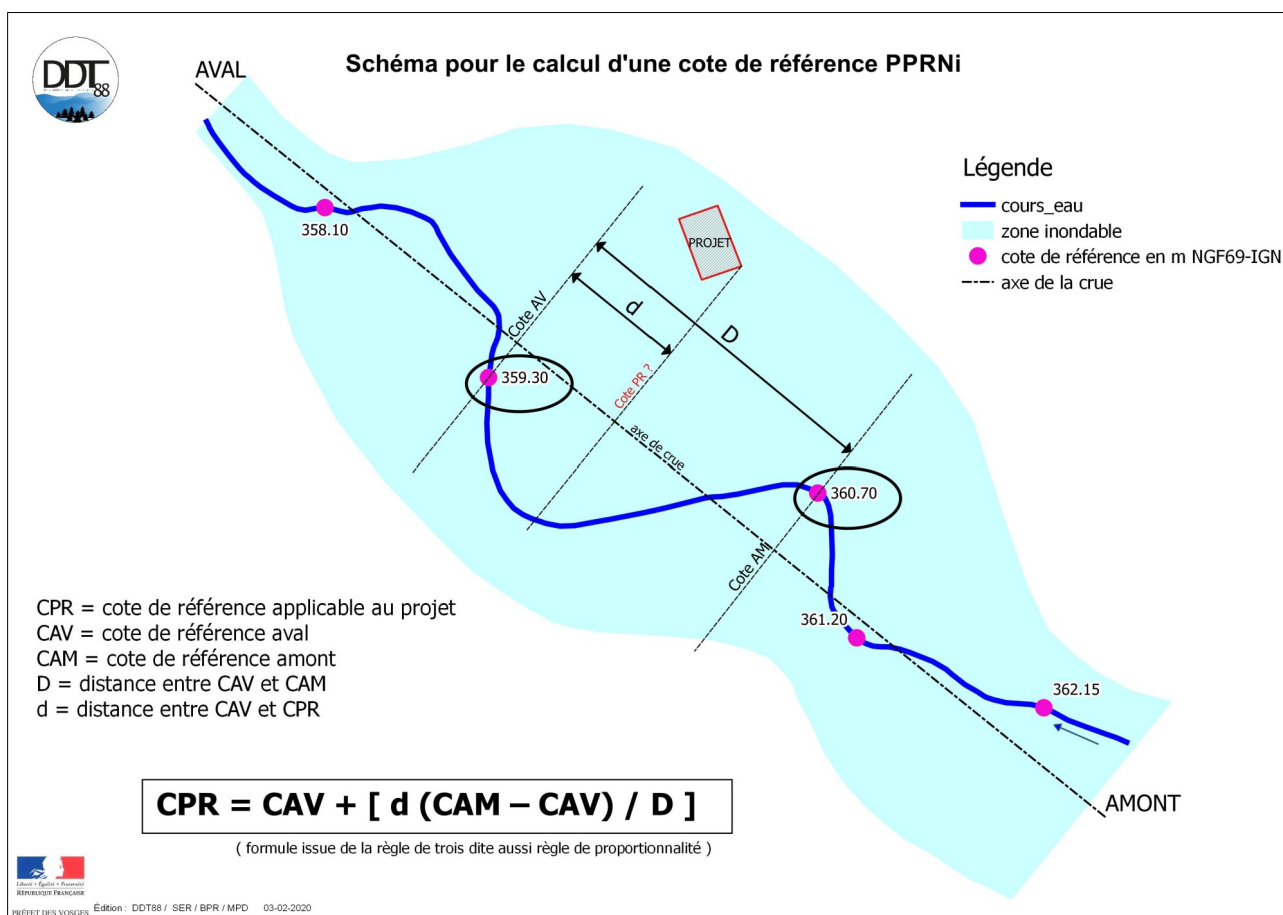 DDT
88
Schéma pour le calcul d'une cote de référence PPRNi
AVAL
358.10
PROJET
Légende
cours_eau
zone inondable
cote de référence en m NGF69-IGN
axe de la crue
Cote AV
d
D
359.30
Cote PR ?
axe de crue
360.70
Cote AMi
361.20
362.15
AMONT
CPR = cote de référence applicable au projet
CAV = cote de référence aval
CAM = cote de référence amont
D = distance entre CAV et CAM
d = distance entre CAV et CPR
CPR = CAV + [ d (CAM – CAV) / D ]
( formule issue de la règle de trois dite aussi règle de proportionnalité )
Liberté • Égalité • Fraternité
RÉPUBLIQUE FRANÇAISE
PRÉFET DES VOSGES
Édition : DDT88 / SER / BPR / MPD 03-02-2020